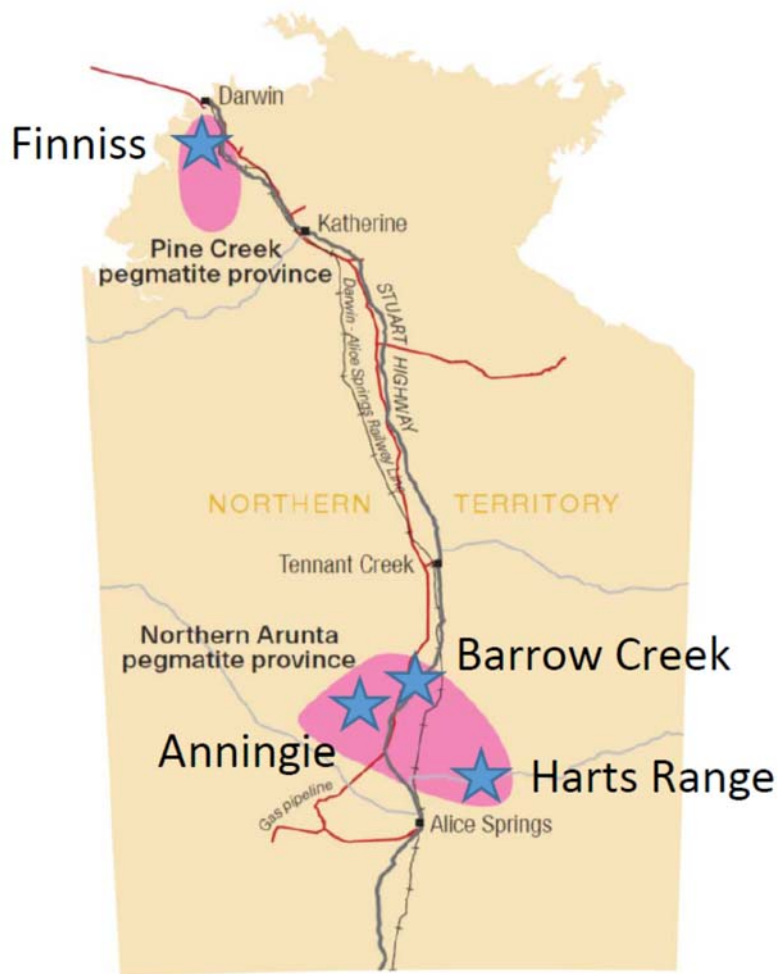 Darwin
Finniss
Katherine
Pine Creek
pegmatite province
STUART HIGHWAY
Darwin - Alice Springs Railway Line
NORTHERN TERRITORY
Tennant Creek
Northern Arunta
pegmatite province
Barrow Creek
Anningie
Harts Range
Gas pipeline
Alice Springs